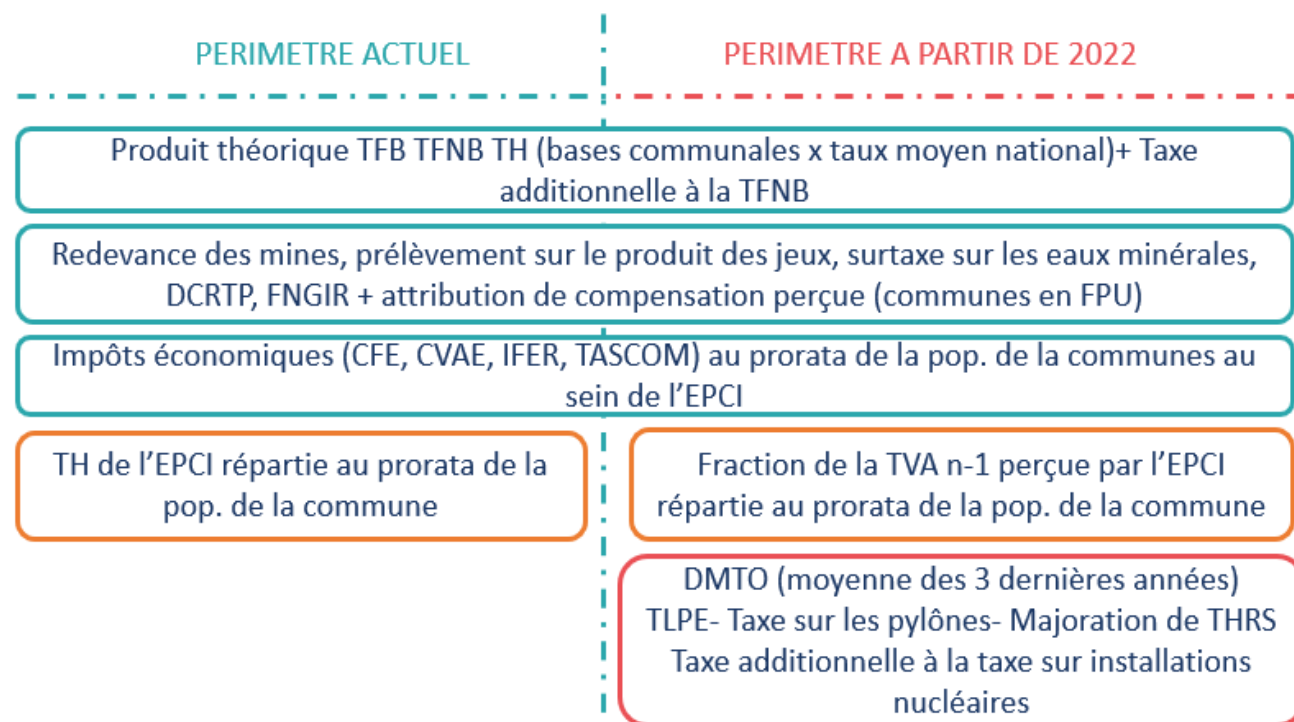 PERIMETRE ACTUEL
PERIMETRE A PARTIR DE 2022
Produit théorique TFB TFNB TH (bases communales x taux moyen national)+ Taxe
additionnelle à la TFNB
Redevance des mines, prélèvement sur le produit des jeux, surtaxe sur les eaux minérales,
DCRTP, FNGIR + attribution de compensation perçue (communes en FPU)
Impôts économiques (CFE, CVAE, IFER, TASCOM) au prorata de la pop. de la communes au
sein de l'EPCI
TH de l'EPCI répartie au prorata de la
pop. de la commune
Fraction de la TVA n-1 perçue par l'EPCI
répartie au prorata de la pop. de la commune
DMTO (moyenne des 3 dernières années)
TLPE- Taxe sur les pylônes- Majoration de THRS
Taxe additionnelle à la taxe sur installations
nucléaires